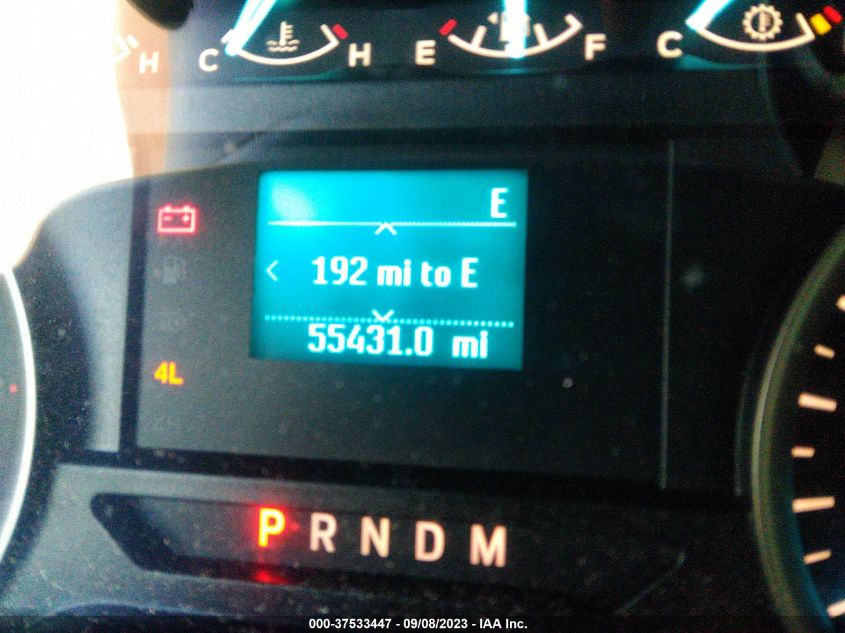 H C H E F C
E
192 mi to E
55431.0 mi
4L
P R N D M
000-37533447 - 09/08/2023 - IAA Inc.